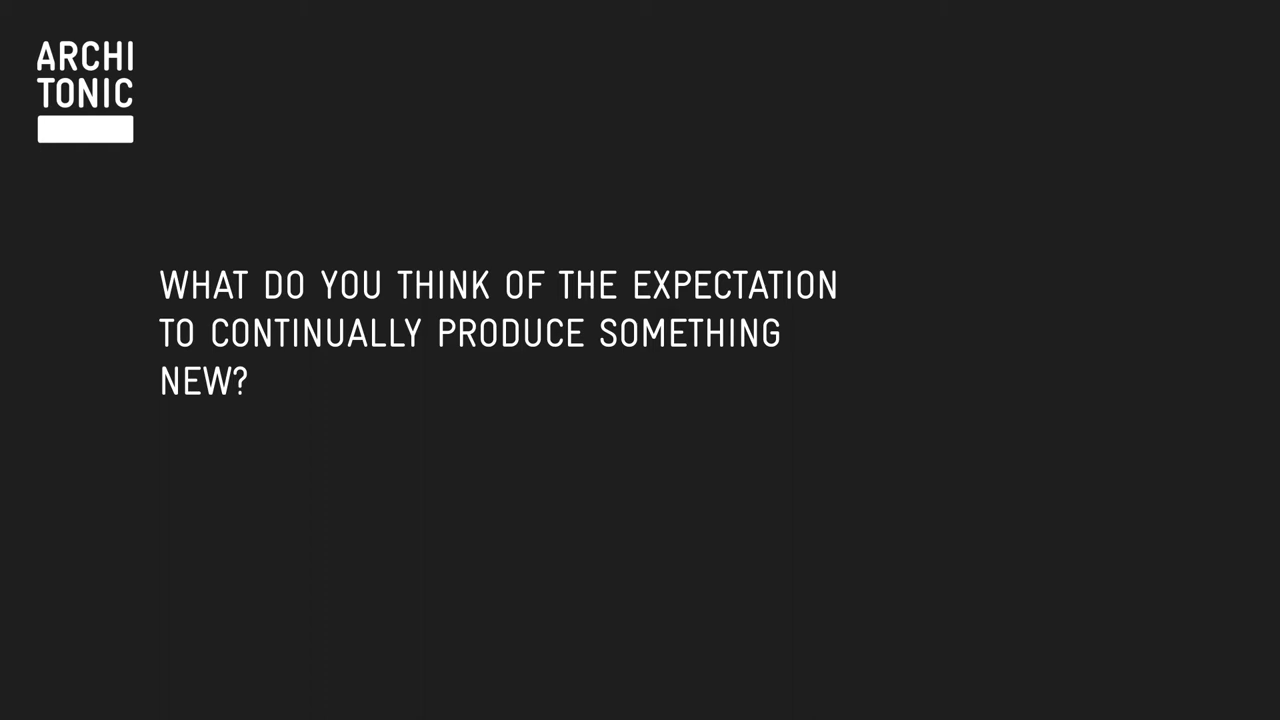 ARCHI
TONIC
WHAT DO YOU THINK OF THE EXPECTATION
TO CONTINUALLY PRODUCE SOMETHING
NEW?